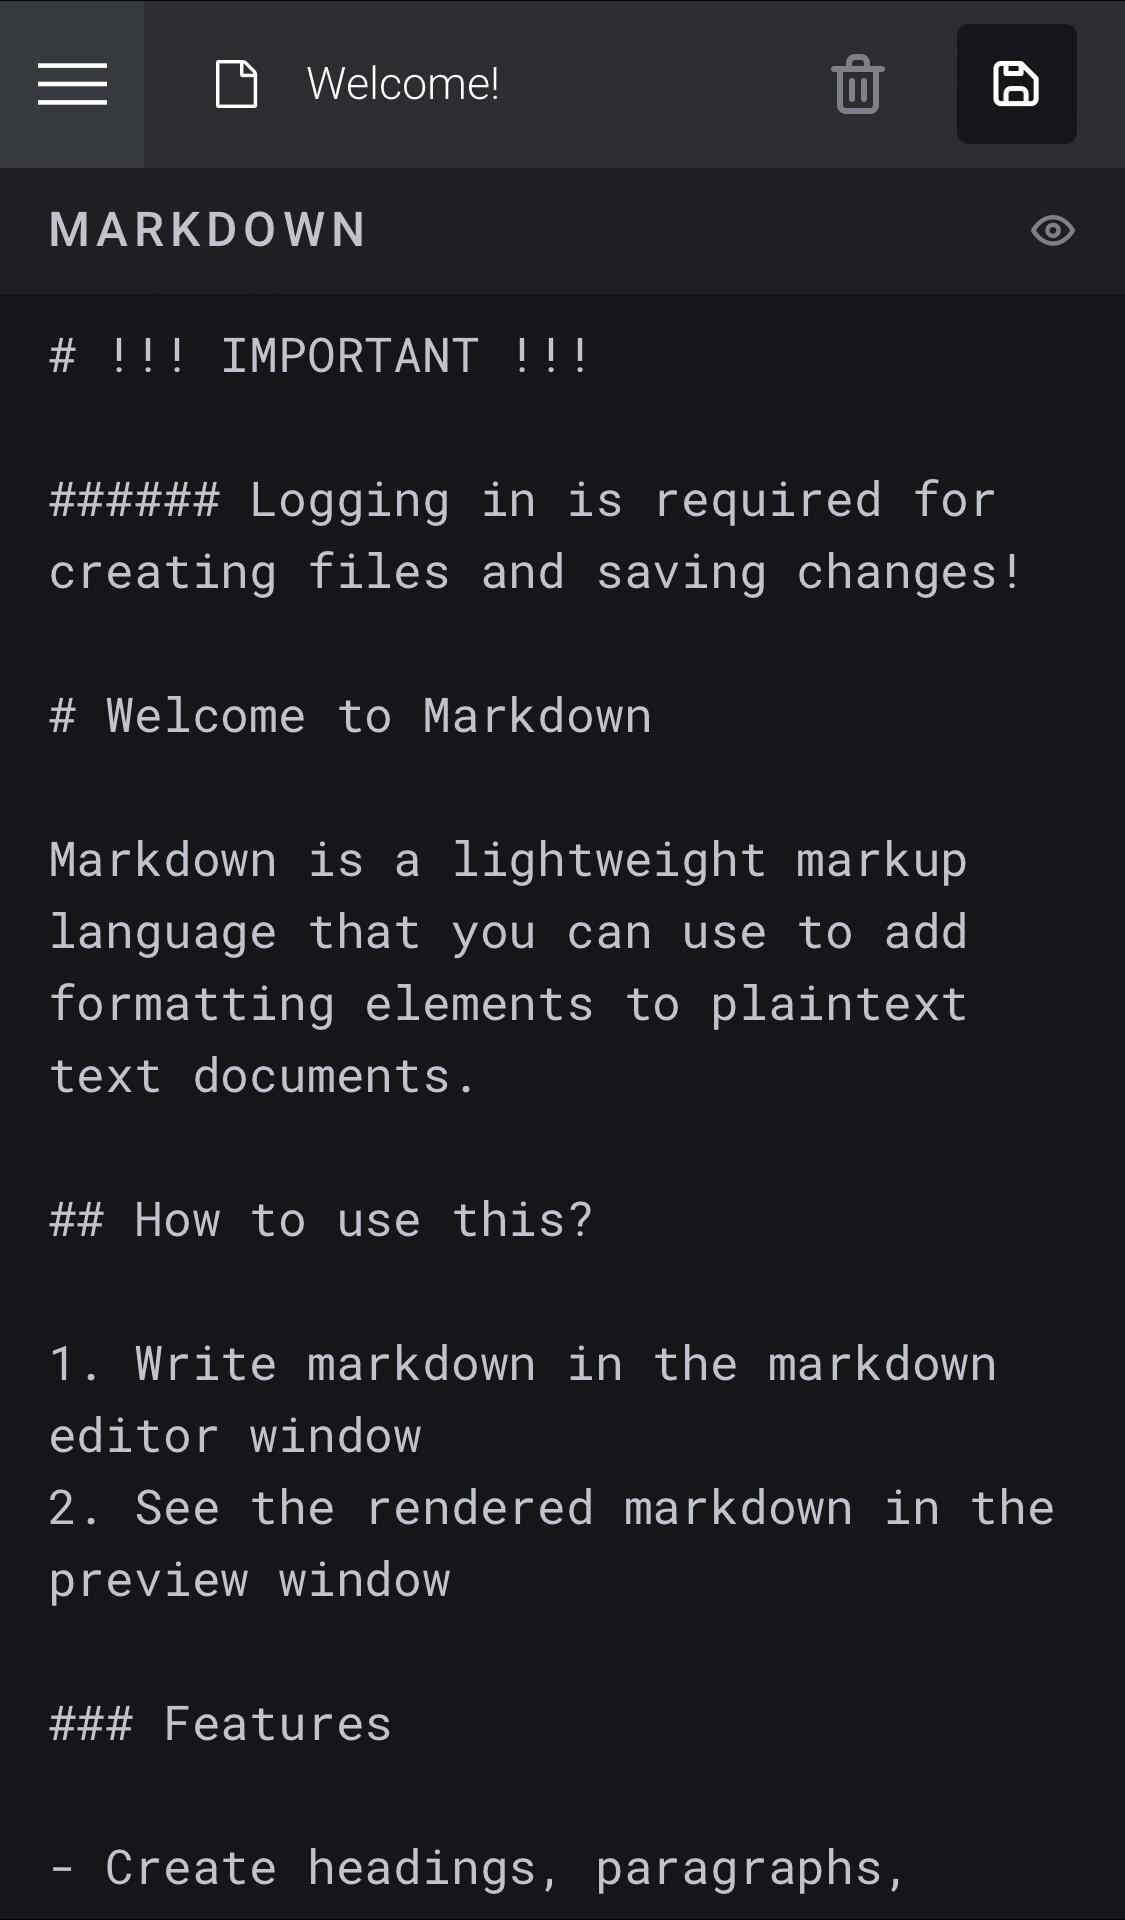 Welcome!
MARKDOWN
# !!! IMPORTANT !!!
###### Logging in is required for
creating files and saving changes!
# Welcome to Markdown
Markdown is a lightweight markup
language that you can use to add
formatting elements to plaintext
text documents.
## How to use this?
1. Write markdown in the markdown
editor window
2. See the rendered markdown in the
preview window
### Features
- Create headings, paragraphs,